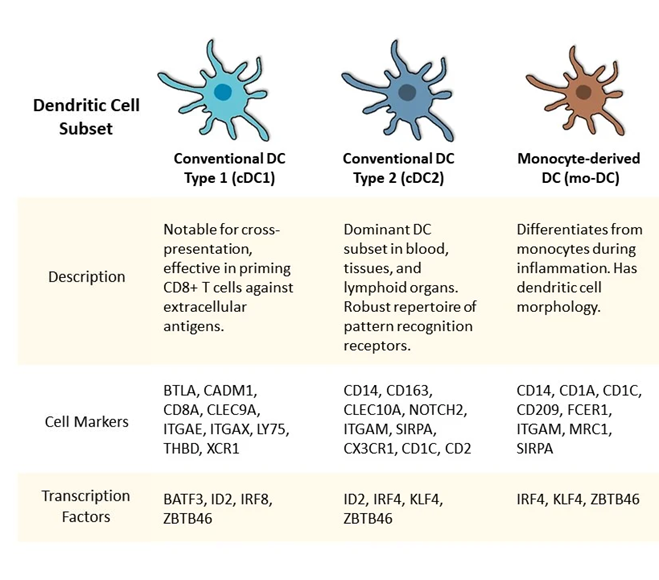 Dendritic Cell
Subset
Conventional DC
Type 1 (cDC1)
Conventional DC
Type 2 (cDC2)
Monocyte-derived
DC (mo-DC)
Description
Notable for cross-
presentation,
effective in priming
CD8+ T cells against
extracellular
antigens.
Dominant DC
subset in blood,
tissues, and
lymphoid organs.
Robust repertoire of
pattern recognition
receptors.
Differentiates from
monocytes during
inflammation. Has
dendritic cell
morphology.
Cell Markers
BTLA, CADM1,
CD8A, CLEC9A,
ITGAE, ITGAX, LY75,
THBD, XCR1
CD14, CD163,
CLEC10A, NOTCH2,
ITGAM, SIRPA,
CX3CR1, CD1C, CD2
CD14, CD1A, CD1C,
CD209, FCER1,
ITGAM, MRC1,
SIRPA
Transcription
Factors
BATF3, ID2, IRF8,
ZBTB46
ID2, IRF4, KLF4,
ZBTB46
IRF4, KLF4, ZBTB46